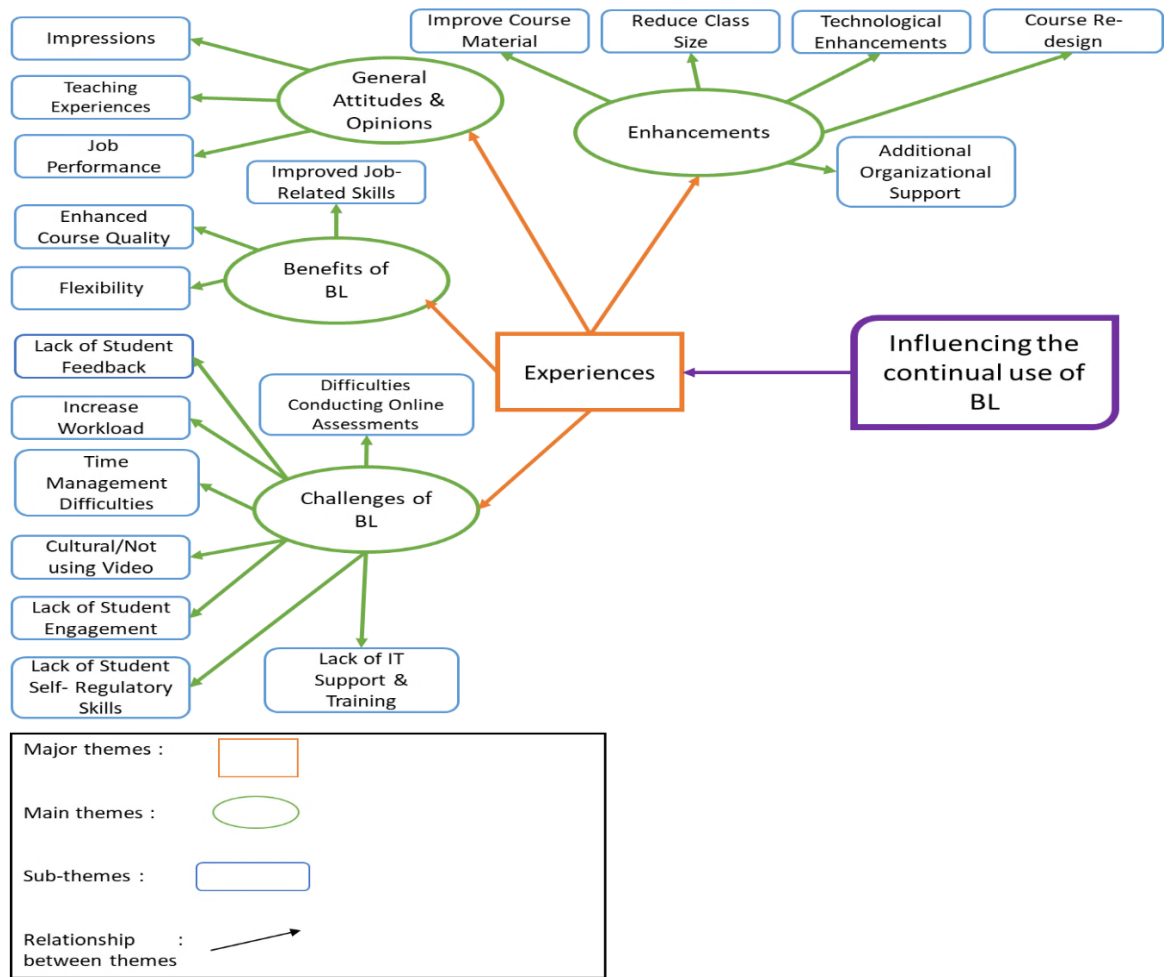 Impressions
Teaching
Experiences
Job
Performance
General
Attitudes &
Opinions
Improve Course
Material
Reduce Class
Size
Technological
Enhancements
Course Re-
design
Enhancements
Additional
Organizational
Support
Improved Job-
Related Skills
Enhanced
Course Quality
Flexibility
Benefits of
BL
Experiences
Influencing the
continual use of
BL
Lack of Student
Feedback
Increase
Workload
Time
Management
Difficulties
Cultural/Not
using Video
Lack of Student
Engagement
Lack of Student
Self- Regulatory
Skills
Difficulties
Conducting Online
Assessments
Challenges of
BL
Lack of IT
Support &
Training
Major themes :
Main themes :
Sub-themes :
Relationship :
between themes